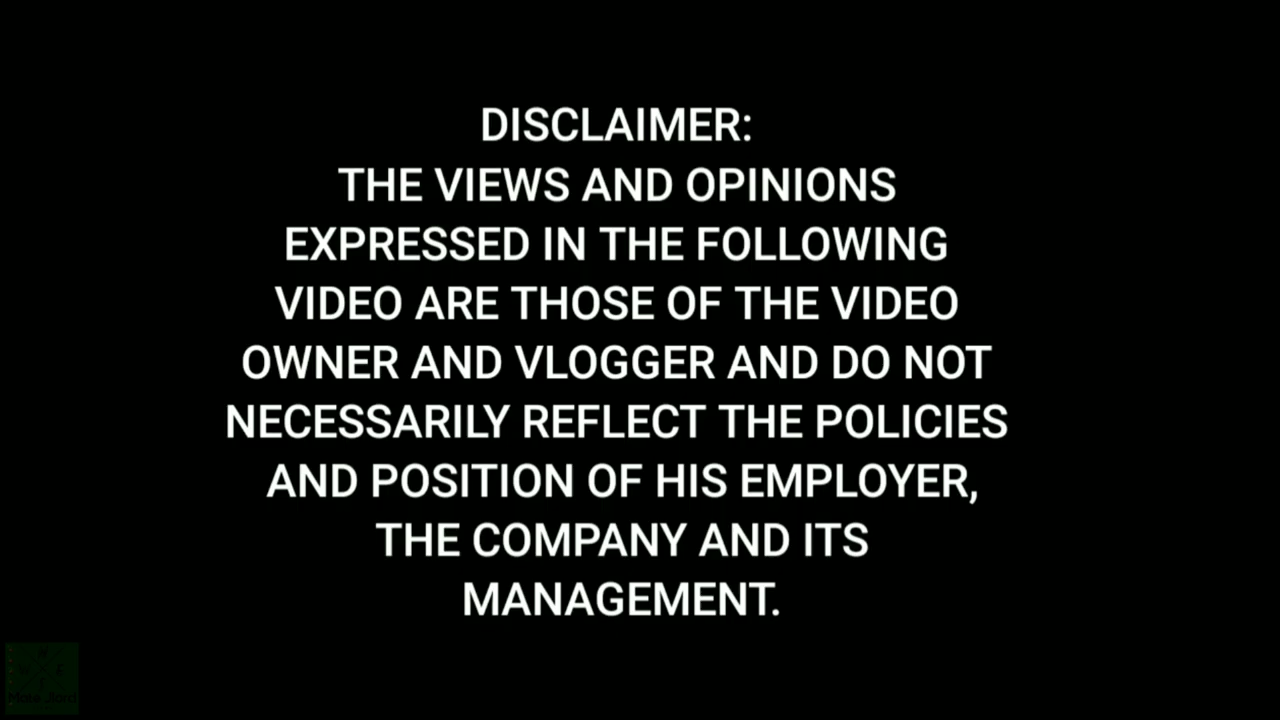 DISCLAIMER:
THE VIEWS AND OPINIONS
EXPRESSED IN THE FOLLOWING
VIDEO ARE THOSE OF THE VIDEO
OWNER AND VLOGGER AND DO NOT
NECESSARILY REFLECT THE POLICIES
AND POSITION OF HIS EMPLOYER,
THE COMPANY AND ITS
MANAGEMENT.